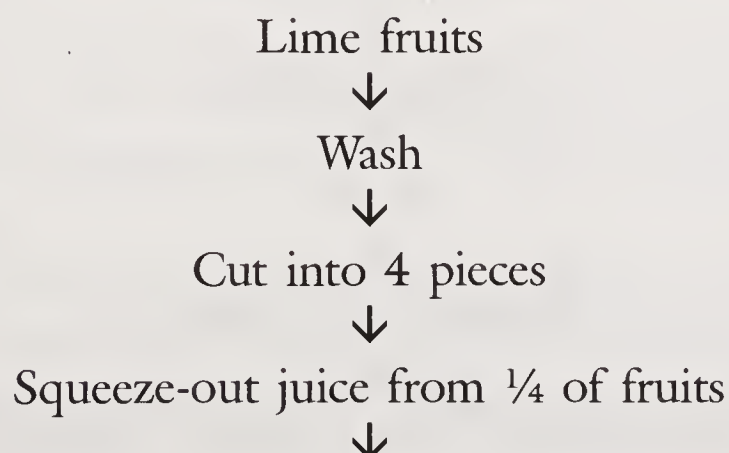 Lime fruits
↓
Wash
↓
Cut into 4 pieces
↓
Squeeze-out juice from ¼ of fruits
↓